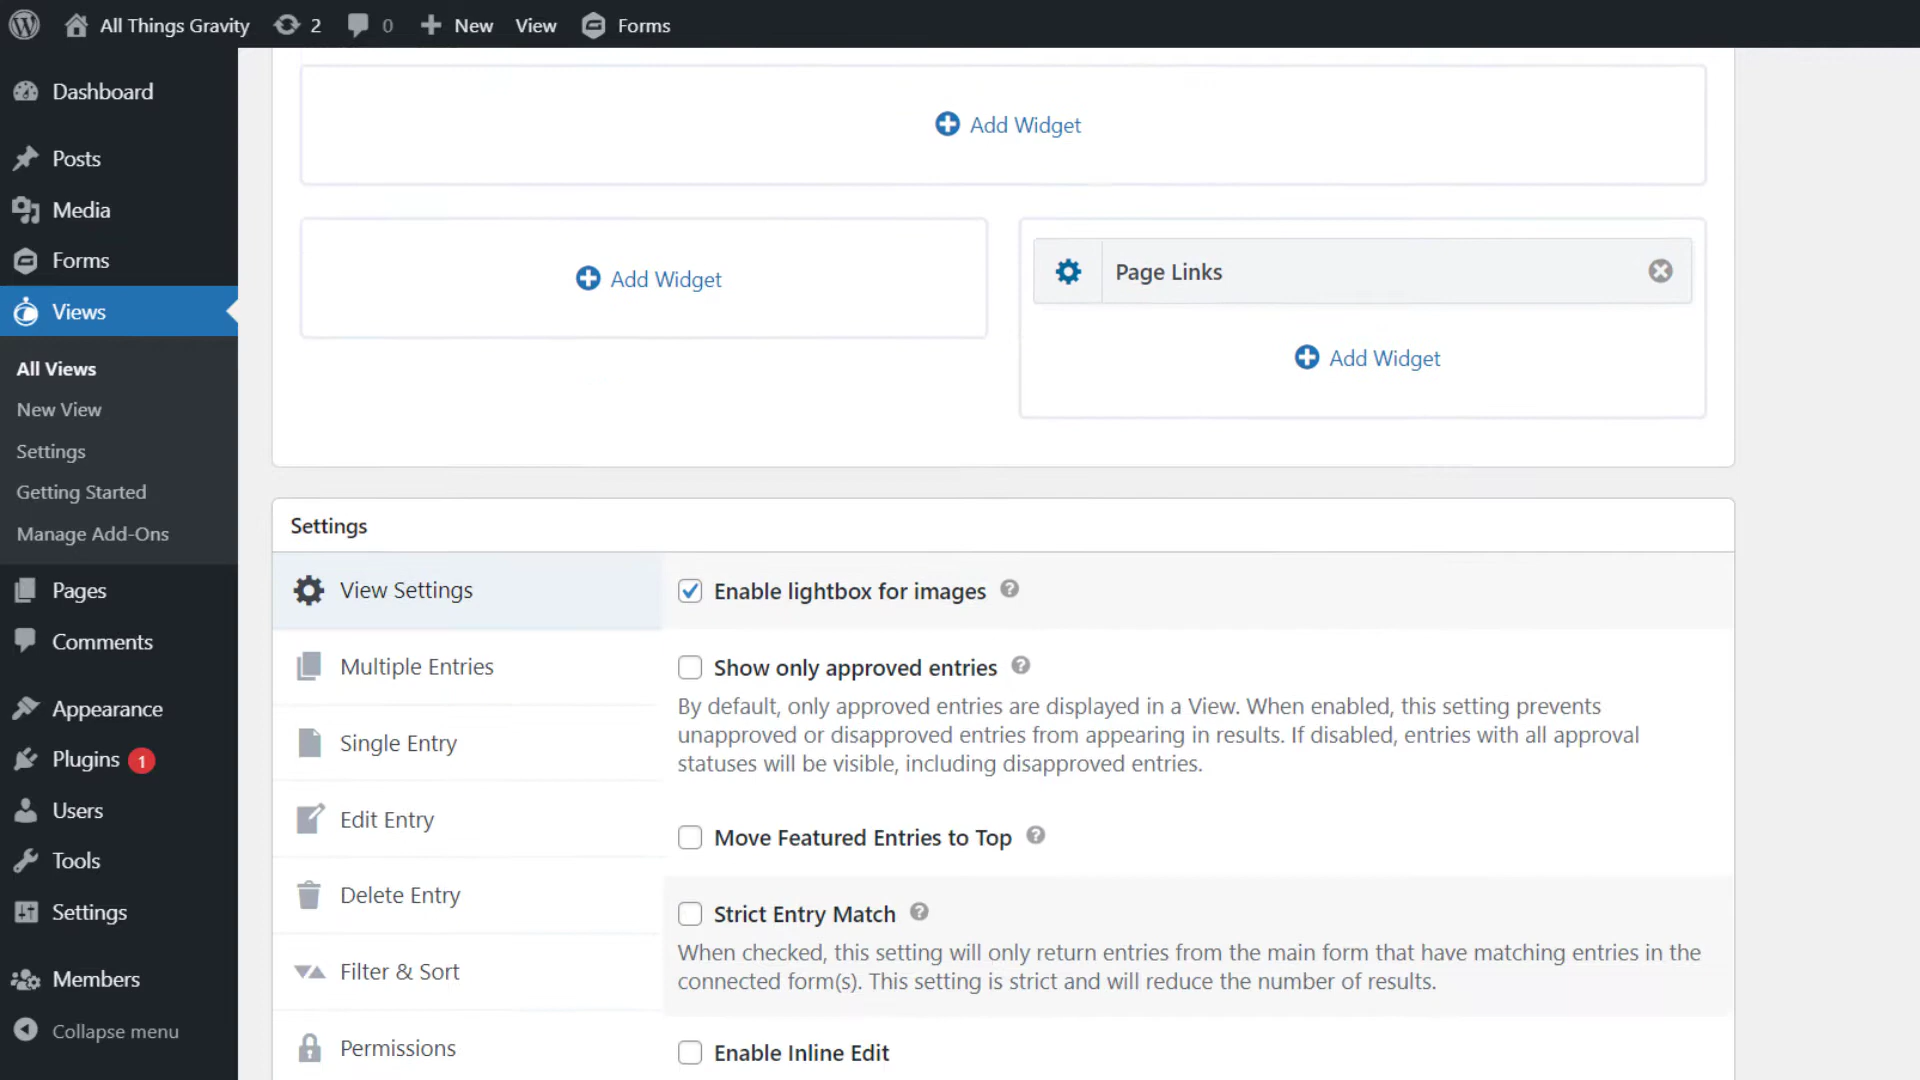 All Things Gravity
2
0
New
View
Forms
Dashboard
Posts
Media
Forms
Views
All Views
New View
Settings
Getting Started
Manage Add-Ons
Pages
Comments
Appearance
Plugins 1
Users
Tools
Settings
Members
Collapse menu
Add Widget
Add Widget
Page Links
Add Widget
Settings
View Settings
Multiple Entries
Single Entry
Edit Entry
Delete Entry
Filter & Sort
Permissions
Enable lightbox for images
Show only approved entries
By default, only approved entries are displayed in a View. When enabled, this setting prevents
unapproved or disapproved entries from appearing in results. If disabled, entries with all approval
statuses will be visible, including disapproved entries.
Move Featured Entries to Top
Strict Entry Match
When checked, this setting will only return entries from the main form that have matching entries in the
connected form(s). This setting is strict and will reduce the number of results.
Enable Inline Edit